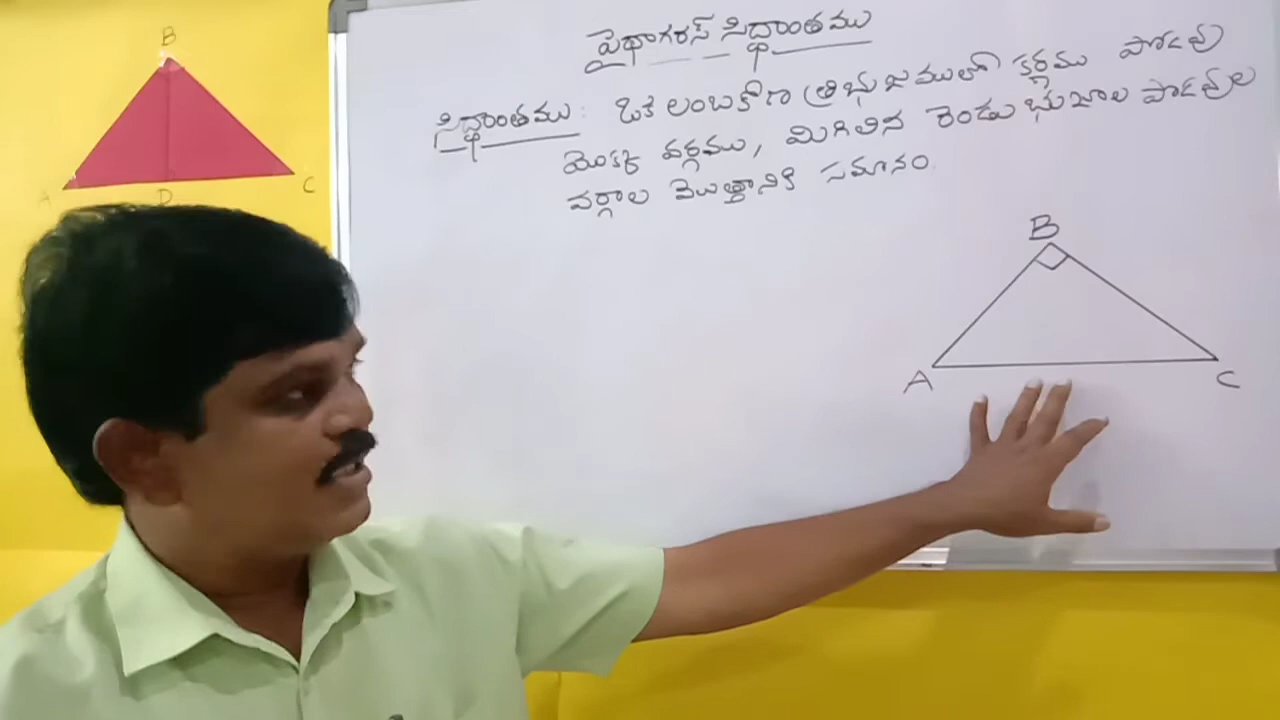 పైథాగరస్ సిద్ధాంతము
సిద్ధాంతము: ఒక లంబకోణ త్రిభుజములో కర్ణము పొడవు
యొక్క వర్గము, మిగిలిన రెండు భుజాల పొడవుల
వర్గాల మొత్తానికి సమానం.
B
A C
B
A D C